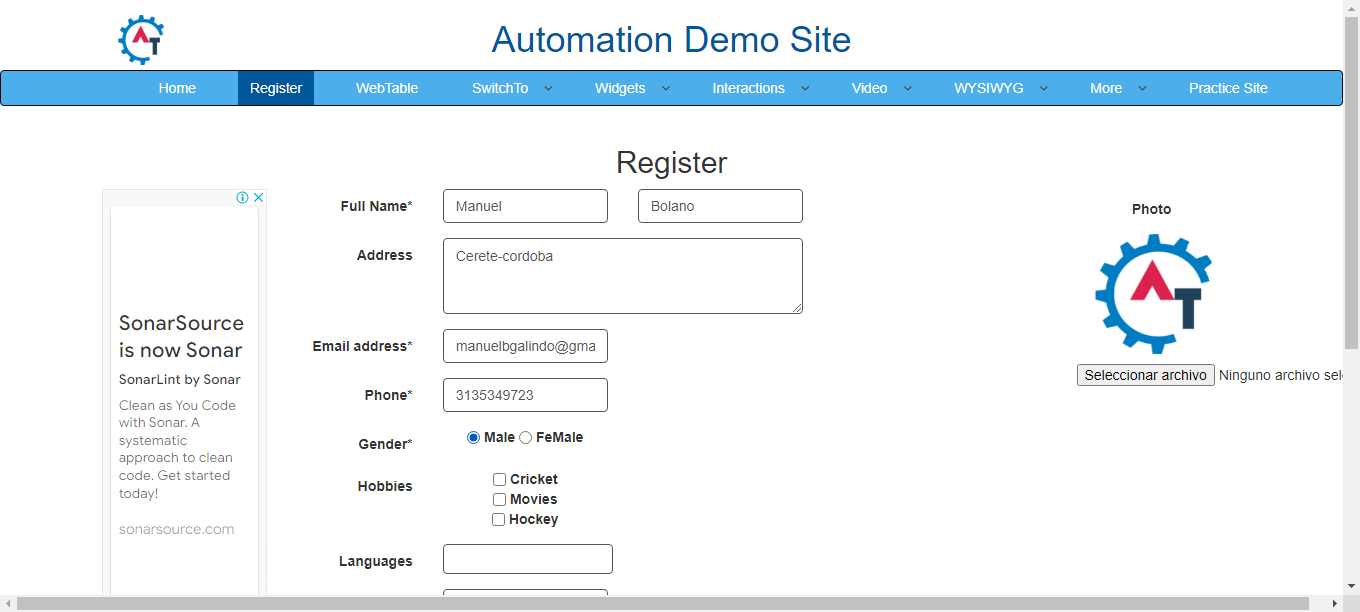 Automation Demo Site
Home Register WebTable SwitchTo Widgets Interactions Video WYSIWYG More Practice Site
Register
Full Name* Manuel Bolano
Photo
Address Cerete-cordoba
SonarSource
is now Sonar
Email address* manuelbgalindo@gma
SonarLint by Sonar
Seleccionar archivo Ninguno archivo sel
Phone* 3135349723
Clean as You Code
with Sonar. A
systematic
approach to clean
code. Get started
today!
sonarsource.com
Gender* Male FeMale
Hobbies Cricket
Movies
Hockey
Languages